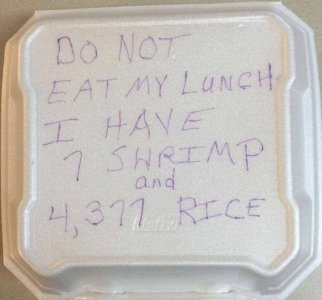 DO NOT
EAT MY LUNCH
I HAVE
7 SHRIMP
and
4,377 RICE